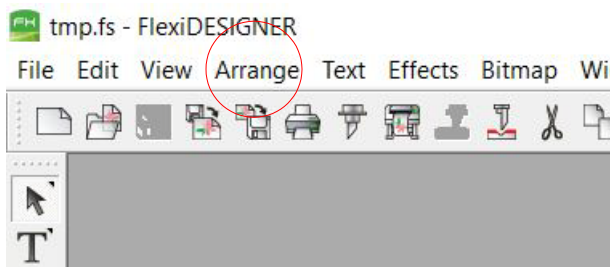 FH tmp.fs - FlexiDESIGNER
File Edit View Arrange Text Effects Bitmap Wi
T